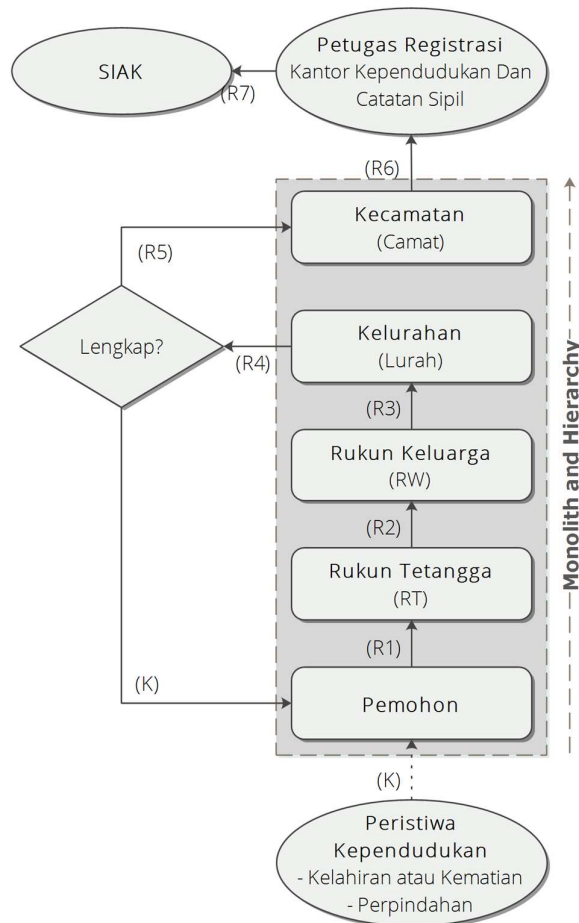 SIAK
Petugas Registrasi
Kantor Kependudukan Dan
Catatan Sipil
(R7)
(R6)
Kecamatan
(Camat)
(R5)
Lengkap?
Kelurahan
(Lurah)
(R4)
(R3)
Rukun Keluarga
(RW)
(R2)
Rukun Tetangga
(RT)
(R1)
(K)
Pemohon
(K)
Peristiwa
Kependudukan
- Kelahiran atau Kematian
- Perpindahan
Monolith and Hierarchy